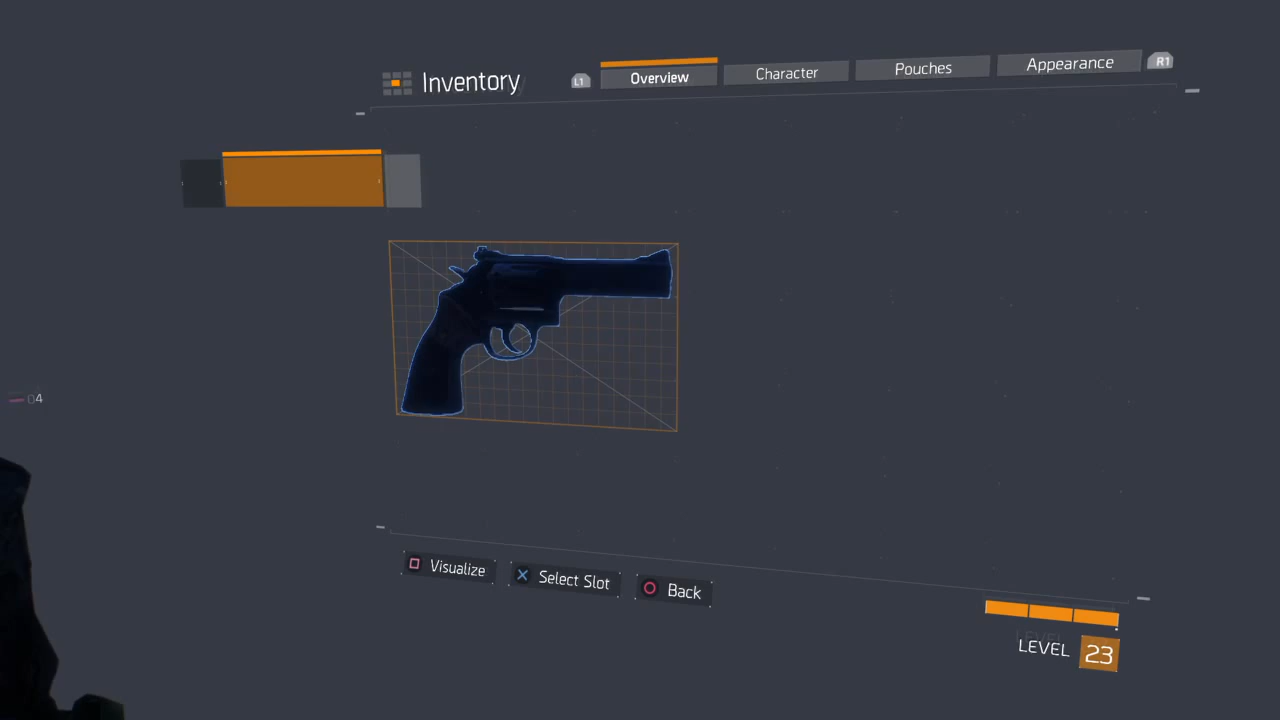 Inventory
L1
Overview
Character
Pouches
Appearance
R1
04
Visualize
Select Slot
Back
LEVEL 23